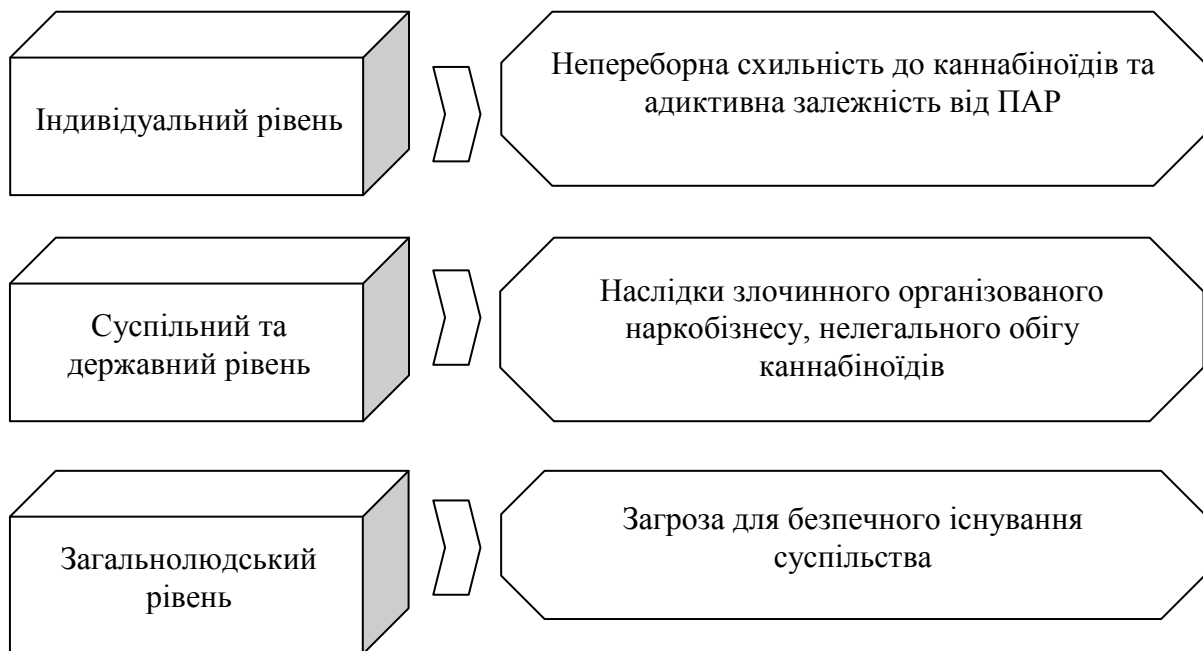 Індивідуальний рівень
Непереборна схильність до каннабіноїдів та
адиктивна залежність від ПАР
Суспільний та
державний рівень
Наслідки злочинного організованого
наркобізнесу, нелегального обігу
каннабіноїдів
Загальнолюдський
рівень
Загроза для безпечного існування
суспільства